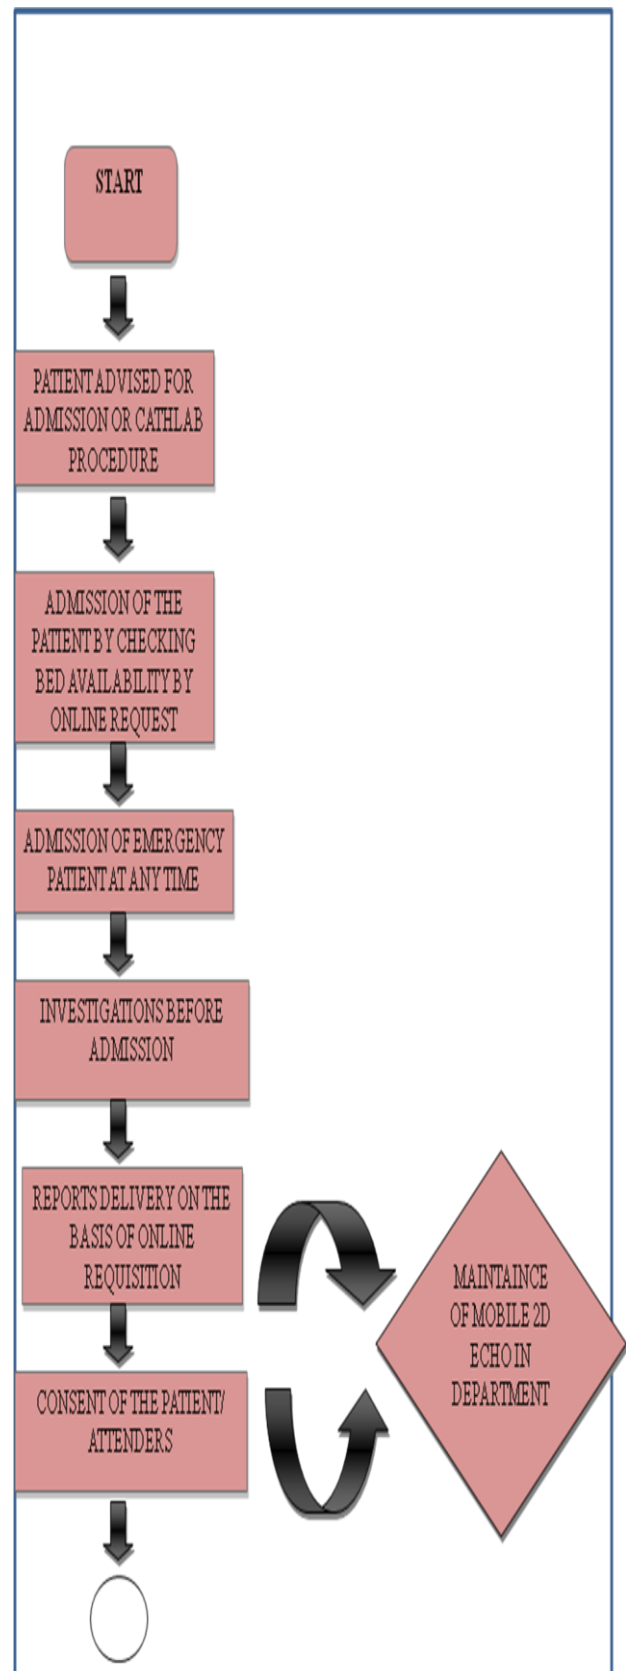 START
PATIENT ADVISED FOR
ADMISSION OR CATHLAB
PROCEDURE
ADMISSION OF THE
PATIENT BY CHECKING
BED AVAILABILITY BY
ONLINE REQUEST
ADMISSION OF EMERGENCY
PATIENT AT ANY TIME
INVESTIGATIONS BEFORE
ADMISSION
REPORTS DELIVERY ON THE
BASIS OF ONLINE
REQUISITION
MAINTAINCE
OF MOBILE 2D
ECHO IN
DEPARTMENT
CONSENT OF THE PATIENT/
ATTENDERS